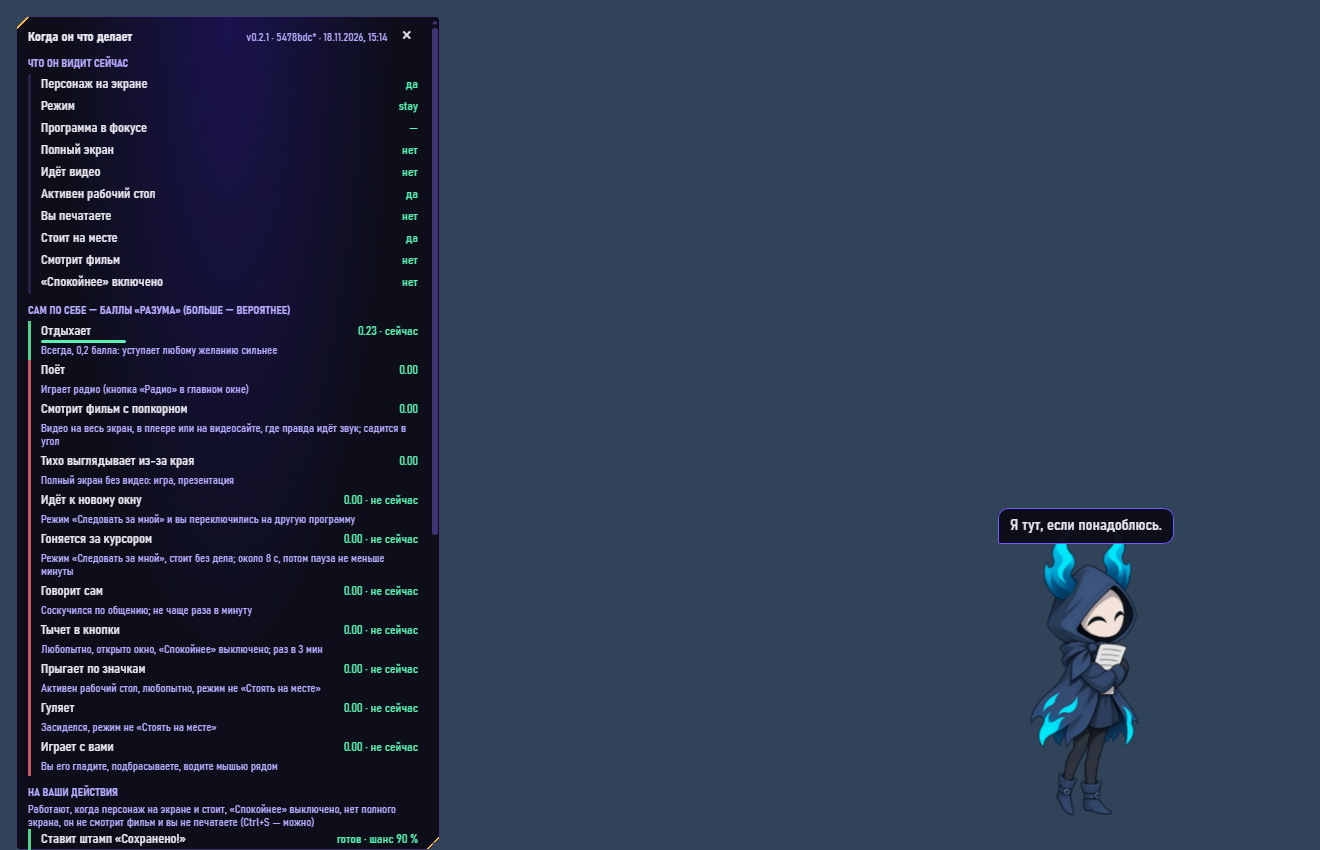 Когда он что делает
v0.2.1 · 5478bdc* · 18.11.2026, 15:14 ×
ЧТО ОН ВИДИТ СЕЙЧАС
Персонаж на экране да
Режим stay
Программа в фокусе —
Полный экран нет
Идёт видео нет
Активен рабочий стол да
Вы печатаете нет
Стоит на месте да
Смотрит фильм нет
«Спокойнее» включено нет
САМ ПО СЕБЕ — БАЛЛЫ «РАЗУМА» (БОЛЬШЕ — ВЕРОЯТНЕЕ)
Отдыхает 0.23 · сейчас
Всегда, 0,2 балла: уступает любому желанию сильнее
Поёт 0.00
Играет радио (кнопка «Радио» в главном окне)
Смотрит фильм с попкорном 0.00
Видео на весь экран, в плеере или на видеосайте, где правда идёт звук; садится в
угол
Тихо выглядывает из-за края 0.00
Полный экран без видео: игра, презентация
Идёт к новому окну 0.00 · не сейчас
Режим «Следовать за мной» и вы переключились на другую программу
Гоняется за курсором 0.00 · не сейчас
Режим «Следовать за мной», стоит без дела; около 8 с, потом пауза не меньше
минуты
Говорит сам 0.00 · не сейчас
Соскучился по общению; не чаще раза в минуту
Тычет в кнопки 0.00 · не сейчас
Любопытно, открыто окно, «Спокойнее» выключено; раз в 3 мин
Прыгает по значкам 0.00 · не сейчас
Активен рабочий стол, любопытно, режим не «Стоять на месте»
Гуляет 0.00 · не сейчас
Засиделся, режим не «Стоять на месте»
Играет с вами 0.00 · не сейчас
Вы его гладите, подбрасываете, водите мышью рядом
НА ВАШИ ДЕЙСТВИЯ
Работают, когда персонаж на экране и стоит, «Спокойнее» выключено, нет полного
экрана, он не смотрит фильм и вы не печатаете (Ctrl+S — можно)
Ставит штамп «Сохранено!» готов · шанс 90 %
Я тут, если понадоблюсь.